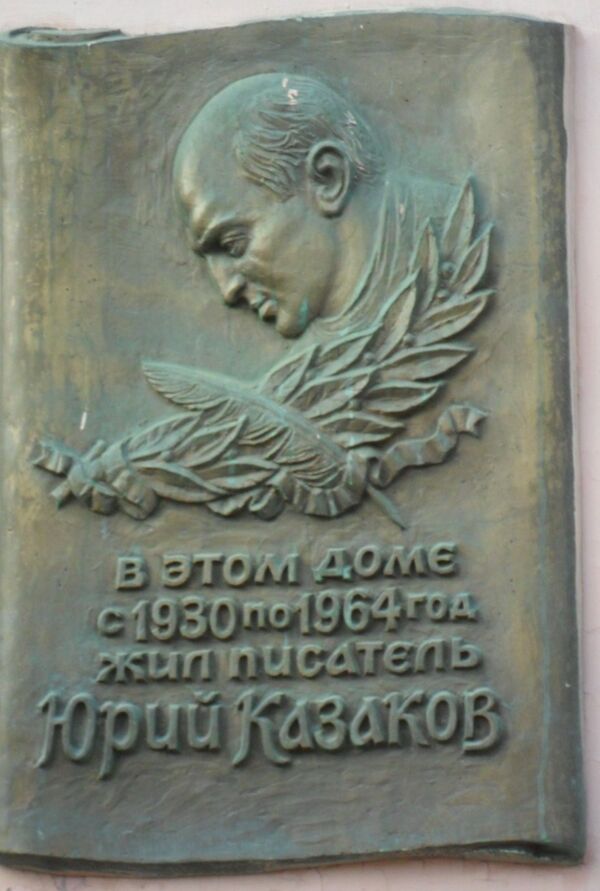 В ЭТОМ ДОМЕ
С 1930 ПО 1964 ГОД
ЖИЛ ПИСАТЕЛЬ
Юрий Казаков